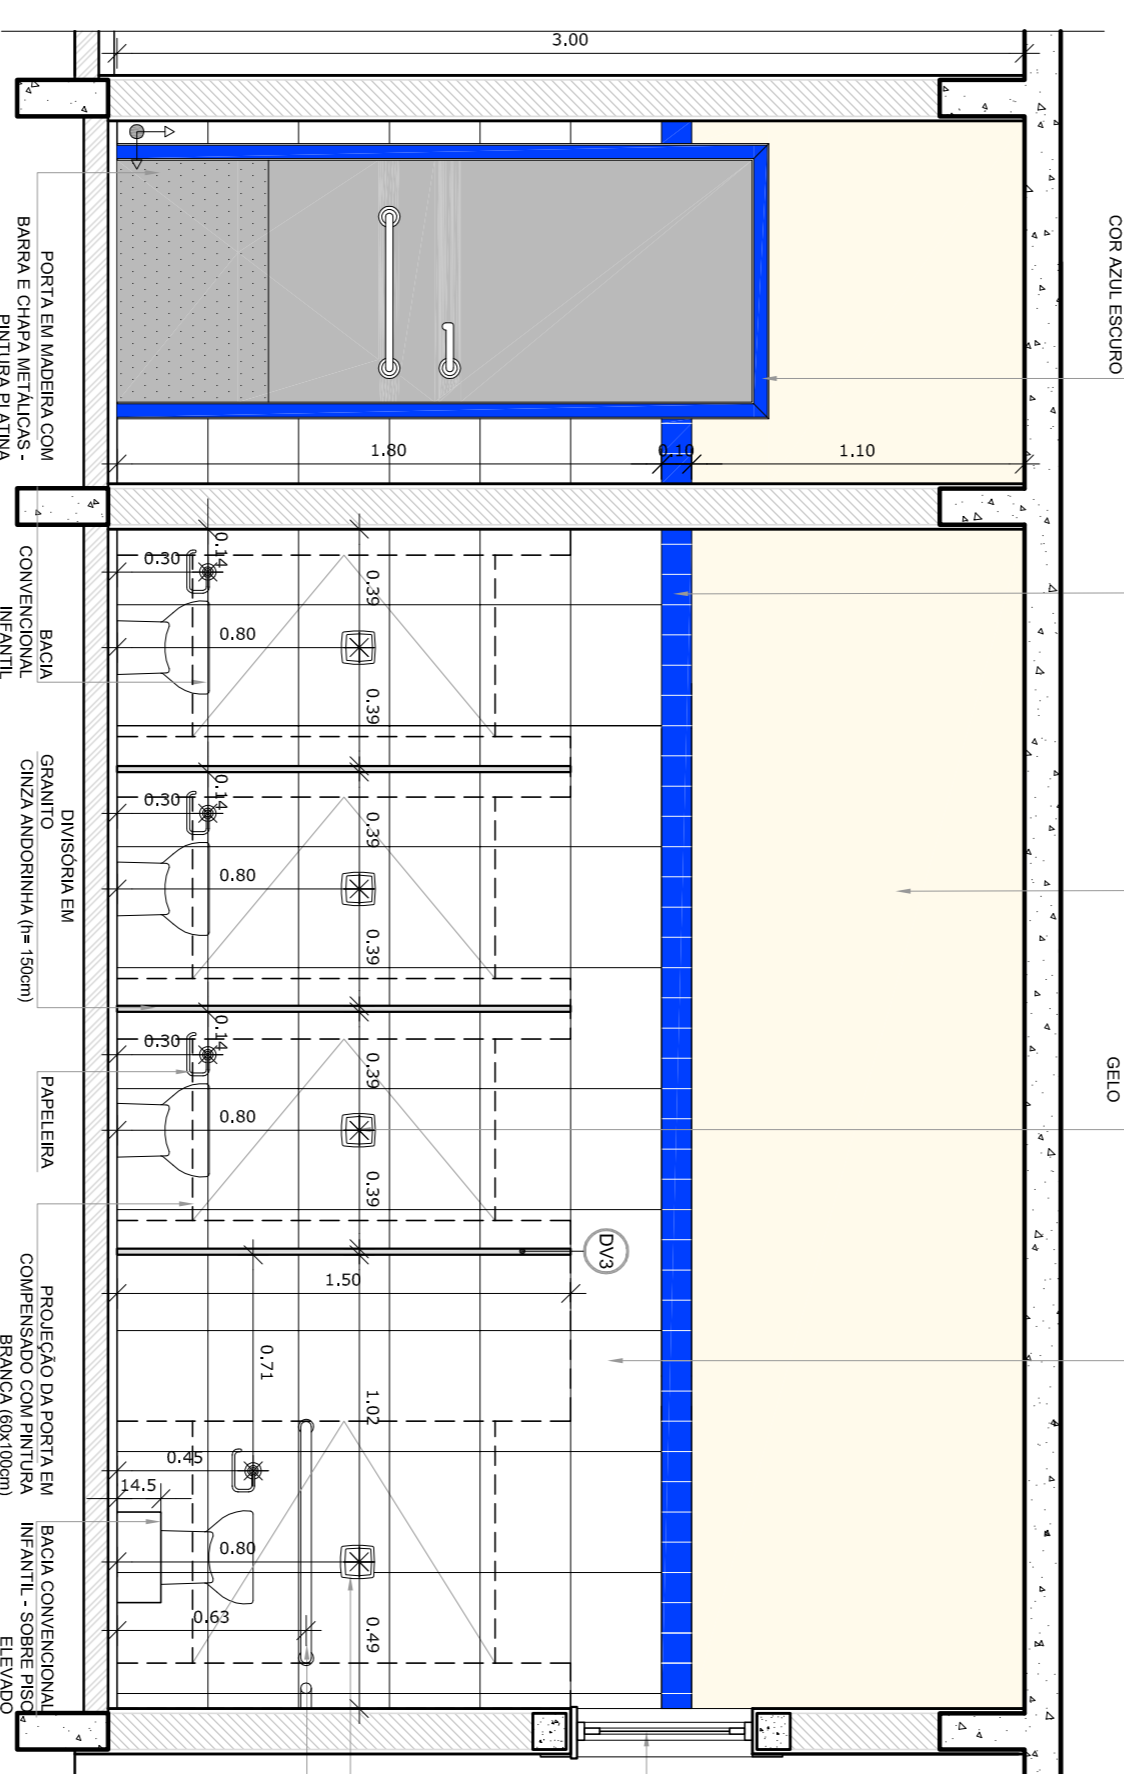 3.00
COR AZUL ESCURO
PORTA EM MADEIRA COM
BARRA E CHAPA METÁLICAS -
PINTURA PLATINA
1.80
0.10
1.10
0.30
0.14
0.39
0.80
0.39
BACIA
CONVENCIONAL
INFANTIL
0.30
0.14
0.39
0.80
0.39
DIVISÓRIA EM
GRANITO
CINZA ANDORINHA (h= 150cm)
0.30
0.14
0.39
0.80
0.39
PAPELEIRA
GELO
DV3
1.50
0.71
1.02
0.45
14.5
0.80
0.63
0.49
PROJEÇÃO DA PORTA EM
COMPENSADO COM PINTURA
BRANCA (60x100cm)
BACIA CONVENCIONAL
INFANTIL - SOBRE PISO
ELEVADO